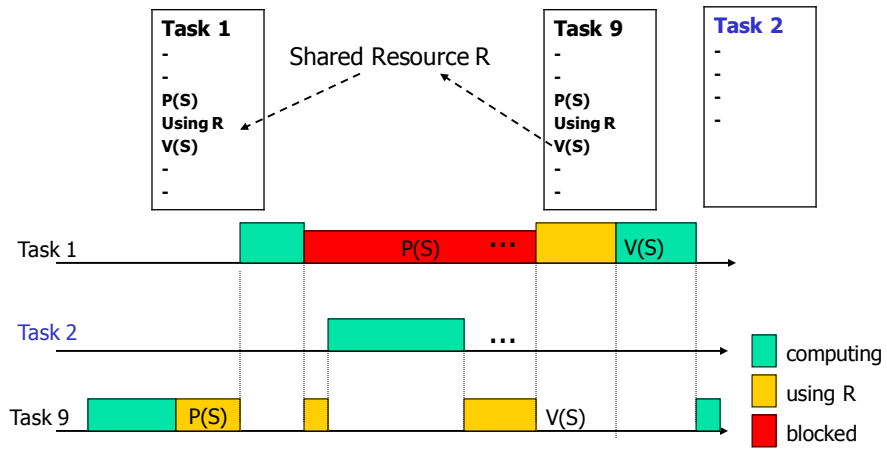 Task 1
-
-
P(S)
Using R
V(S)
-
-
Shared Resource R
Task 9
-
-
P(S)
Using R
V(S)
-
-
Task 2
-
-
-
-
Task 1
P(S)
...
V(S)
Task 2
...
Task 9
P(S)
V(S)
computing
using R
blocked